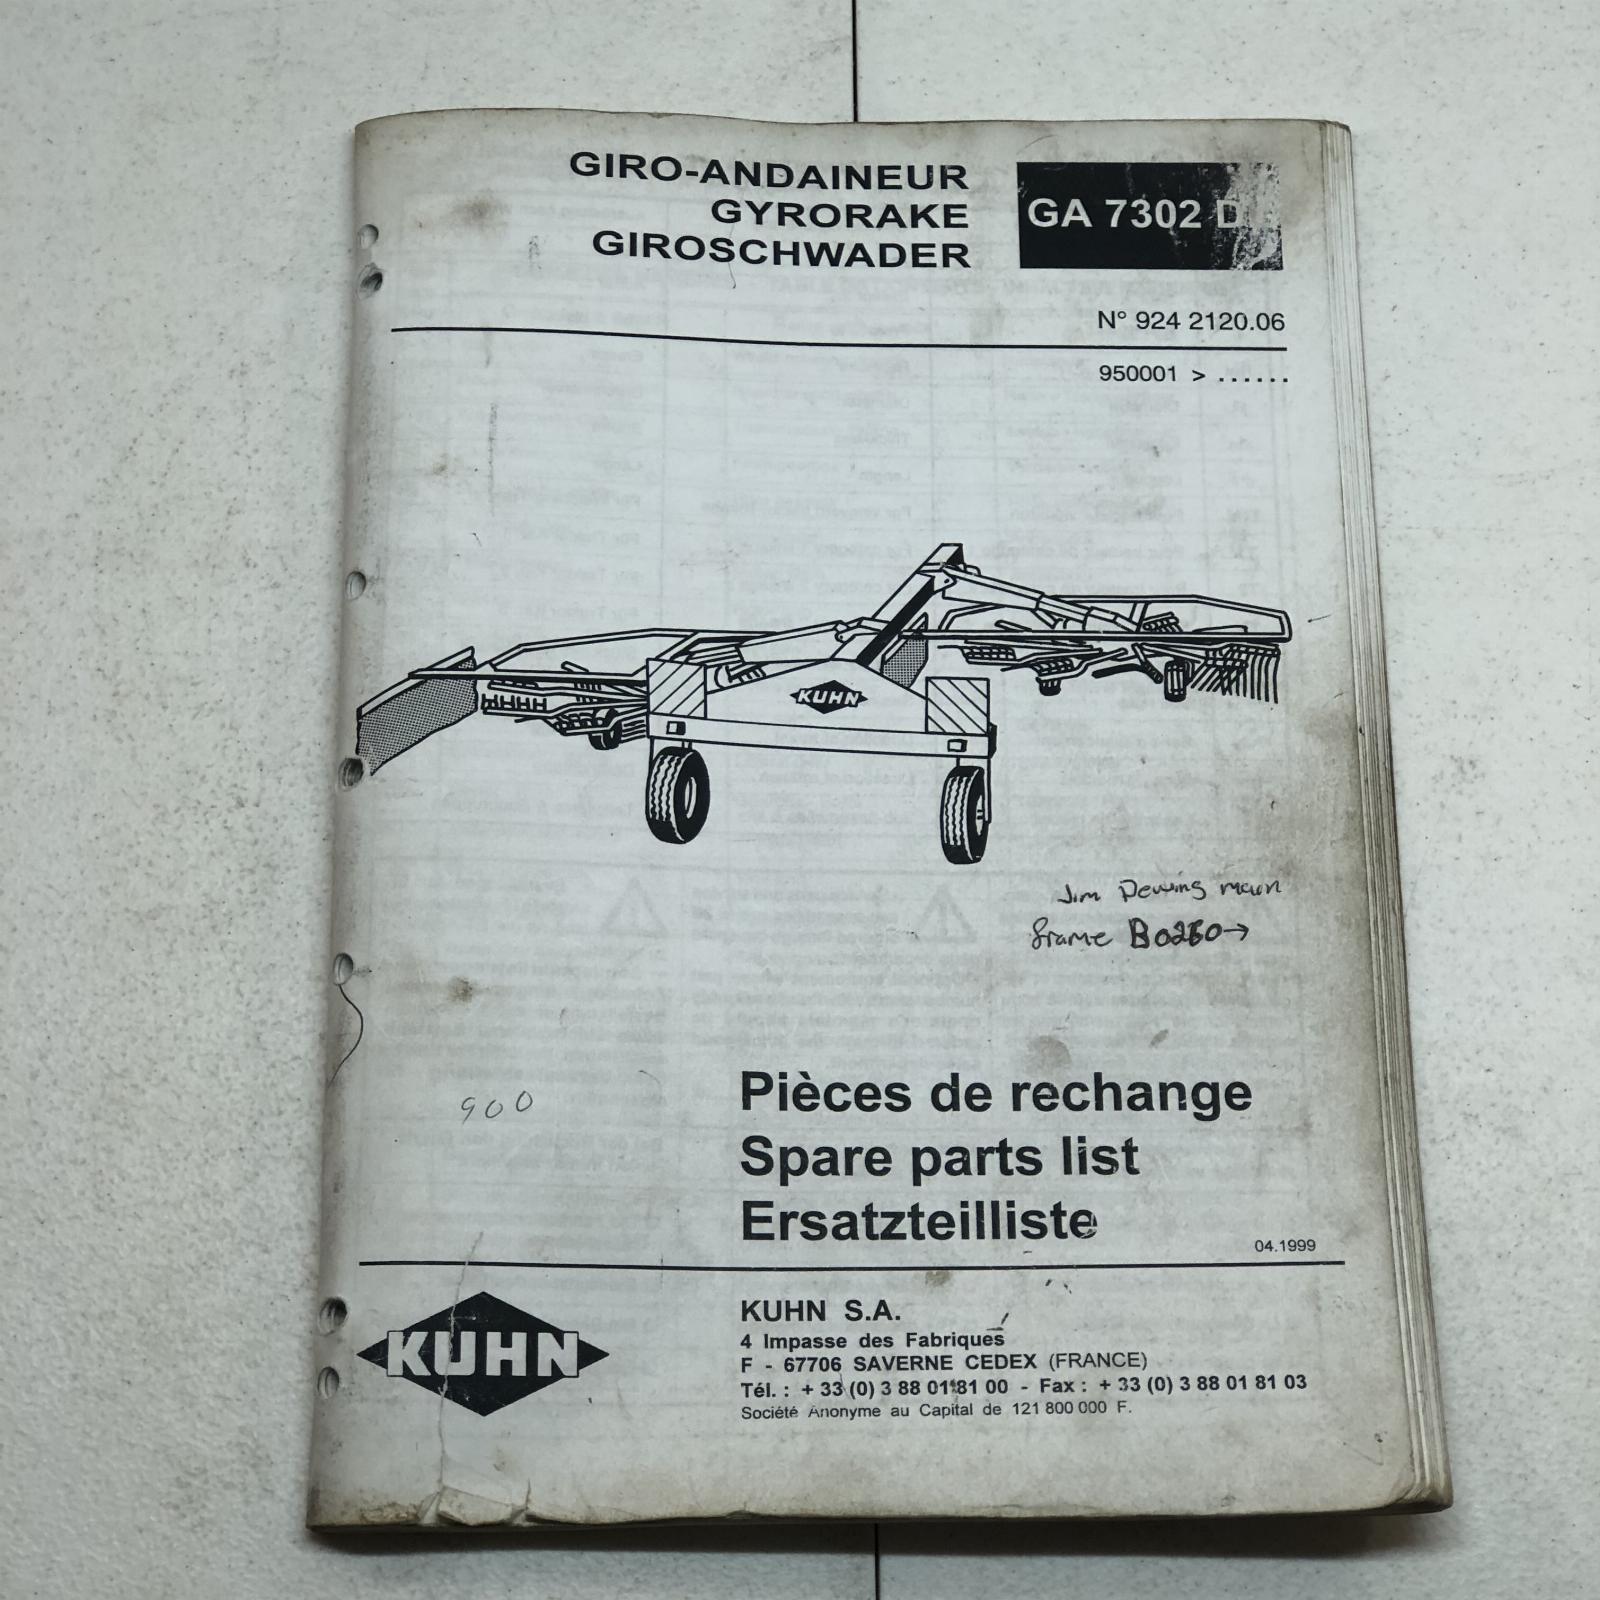 GIRO-ANDAINEUR
GYRORAKE
GIROSCHWADER
GA 7302 D
N° 924 2120.06
950001 > ......
KUHN
Jim main
frame →
900
Pièces de rechange
Spare parts list
Ersatzteilliste
04.1999
KUHN
KUHN S.A.
4 Impasse des Fabriques
F - 67706 SAVERNE CEDEX (FRANCE)
Tél. : + 33 (0) 3 88 01 81 00 - Fax : + 33 (0) 3 88 01 81 03
Société Anonyme au Capital de 121 800 000 F.